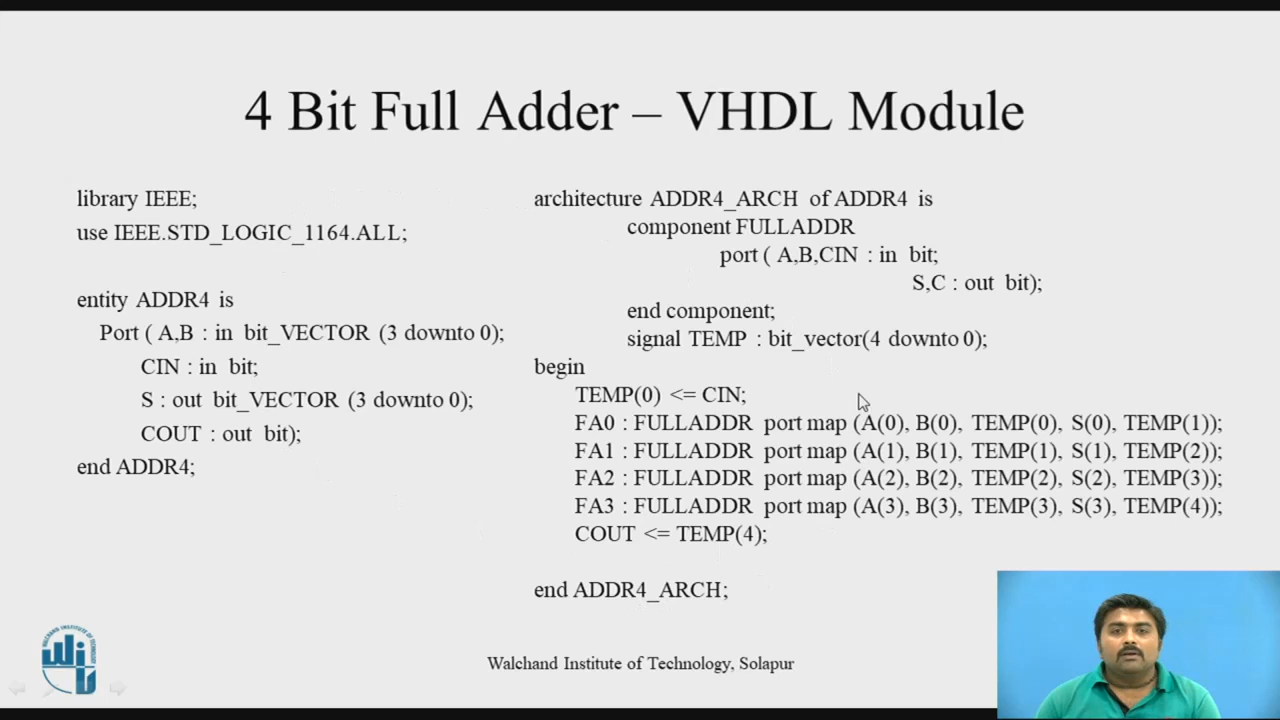 4 Bit Full Adder – VHDL Module
library IEEE;
use IEEE.STD_LOGIC_1164.ALL;
entity ADDR4 is
Port ( A,B : in bit_VECTOR (3 downto 0);
CIN : in bit;
S : out bit_VECTOR (3 downto 0);
COUT : out bit);
end ADDR4;
architecture ADDR4_ARCH of ADDR4 is
component FULLADDR
port ( A,B,CIN : in bit;
S,C : out bit);
end component;
signal TEMP : bit_vector(4 downto 0);
begin
TEMP(0) <= CIN;
FA0 : FULLADDR port map (A(0), B(0), TEMP(0), S(0), TEMP(1));
FA1 : FULLADDR port map (A(1), B(1), TEMP(1), S(1), TEMP(2));
FA2 : FULLADDR port map (A(2), B(2), TEMP(2), S(2), TEMP(3));
FA3 : FULLADDR port map (A(3), B(3), TEMP(3), S(3), TEMP(4));
COUT <= TEMP(4);
end ADDR4_ARCH;
WALCHAND INSTITUTE OF TECHNOLOGY
WIT
Walchand Institute of Technology, Solapur